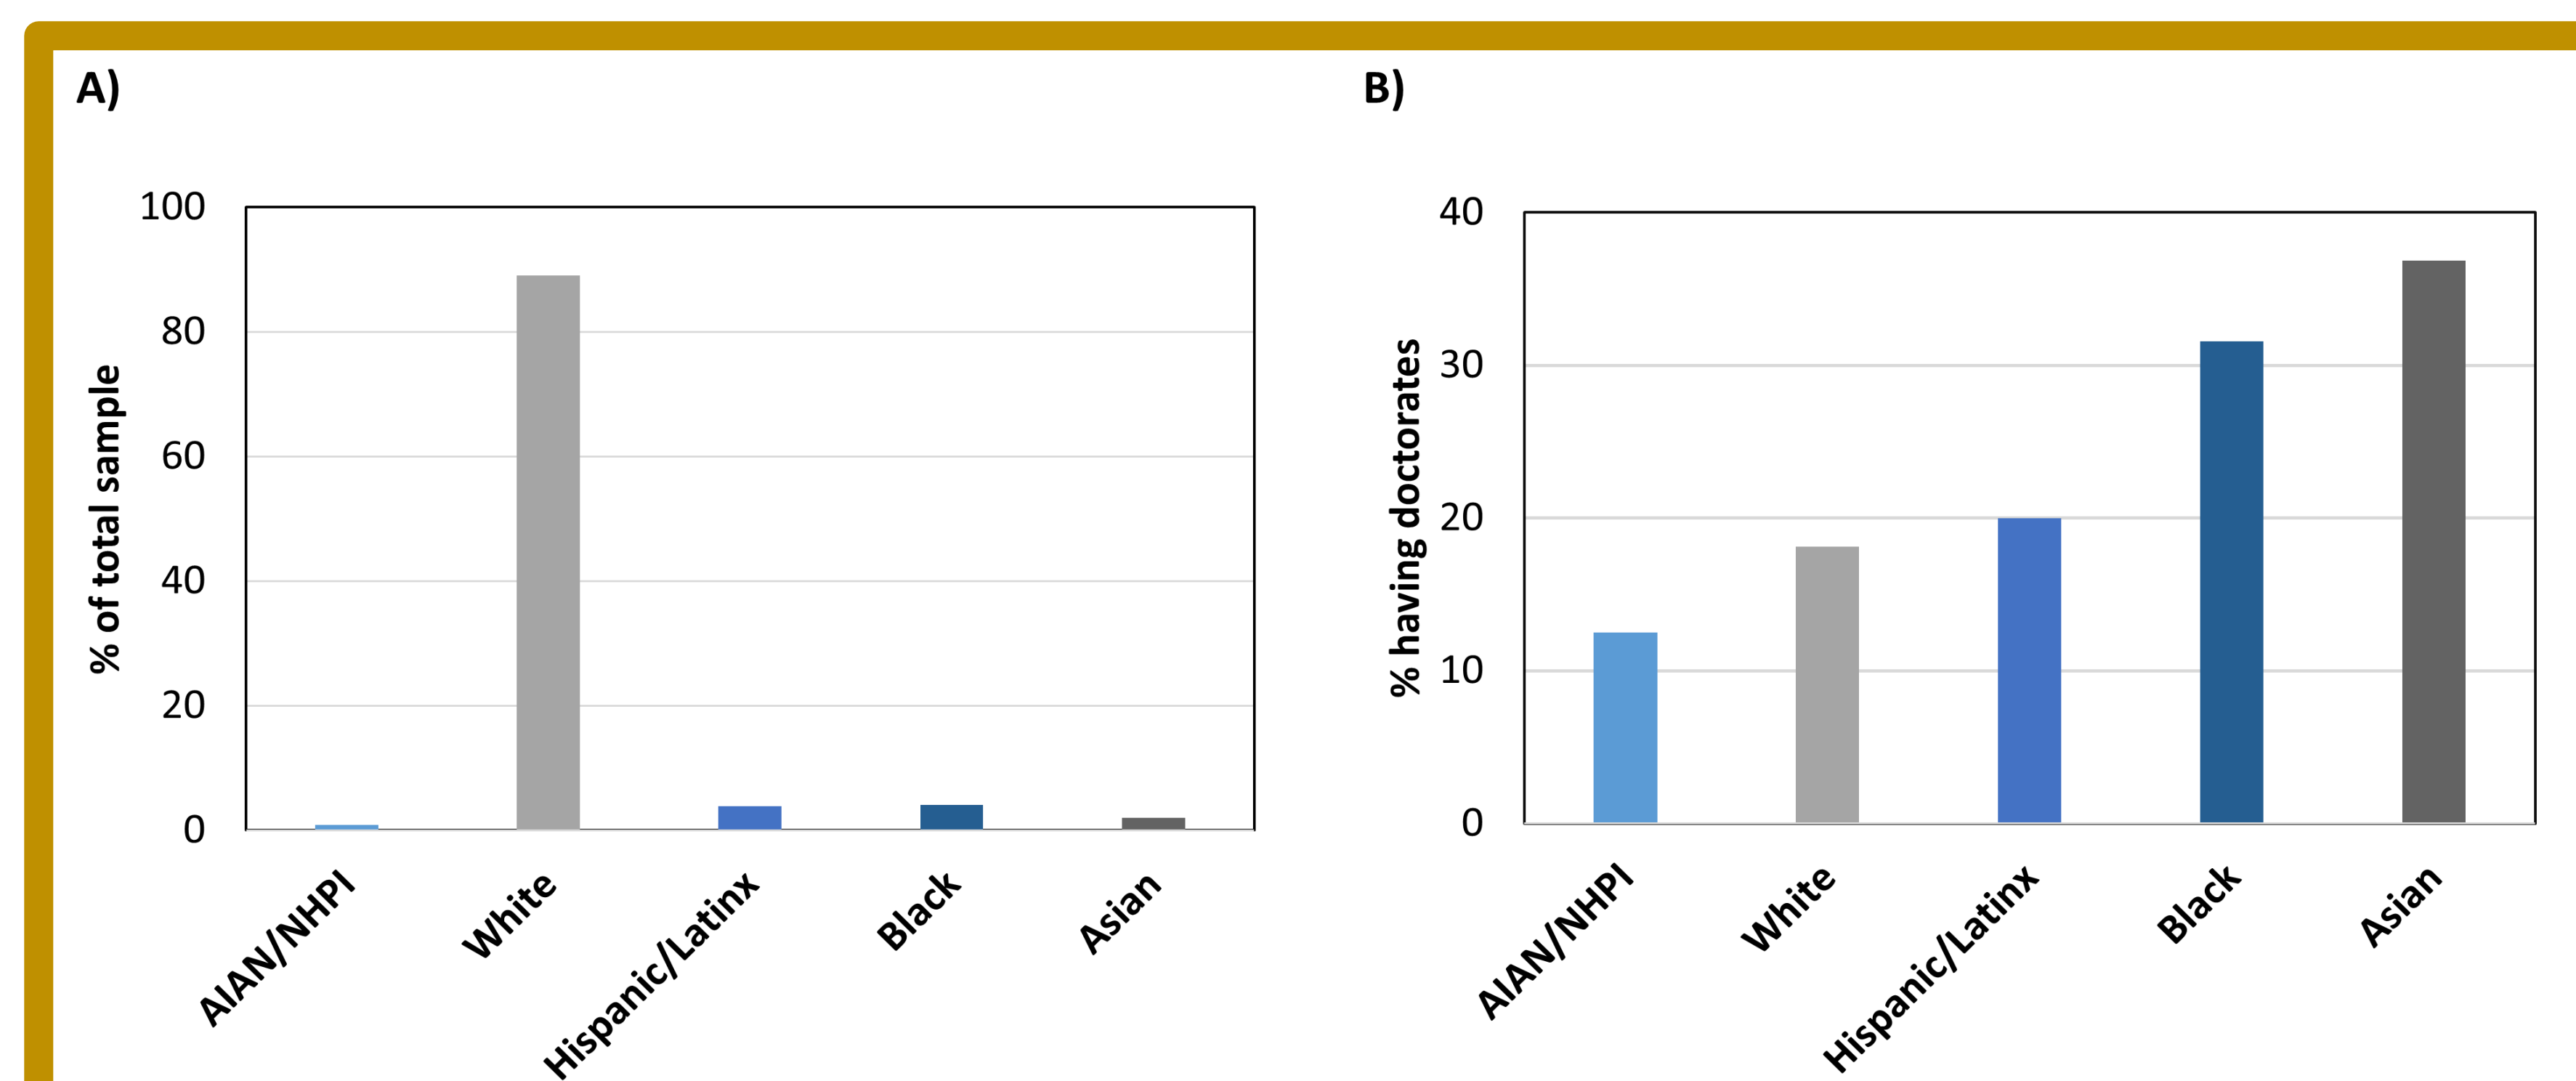 A)
% of total sample
100
80
60
40
20
0
AIAN/NHPI
White
Hispanic/Latinx
Black
Asian
B)
% having doctorates
40
30
20
10
0
AIAN/NHPI
White
Hispanic/Latinx
Black
Asian